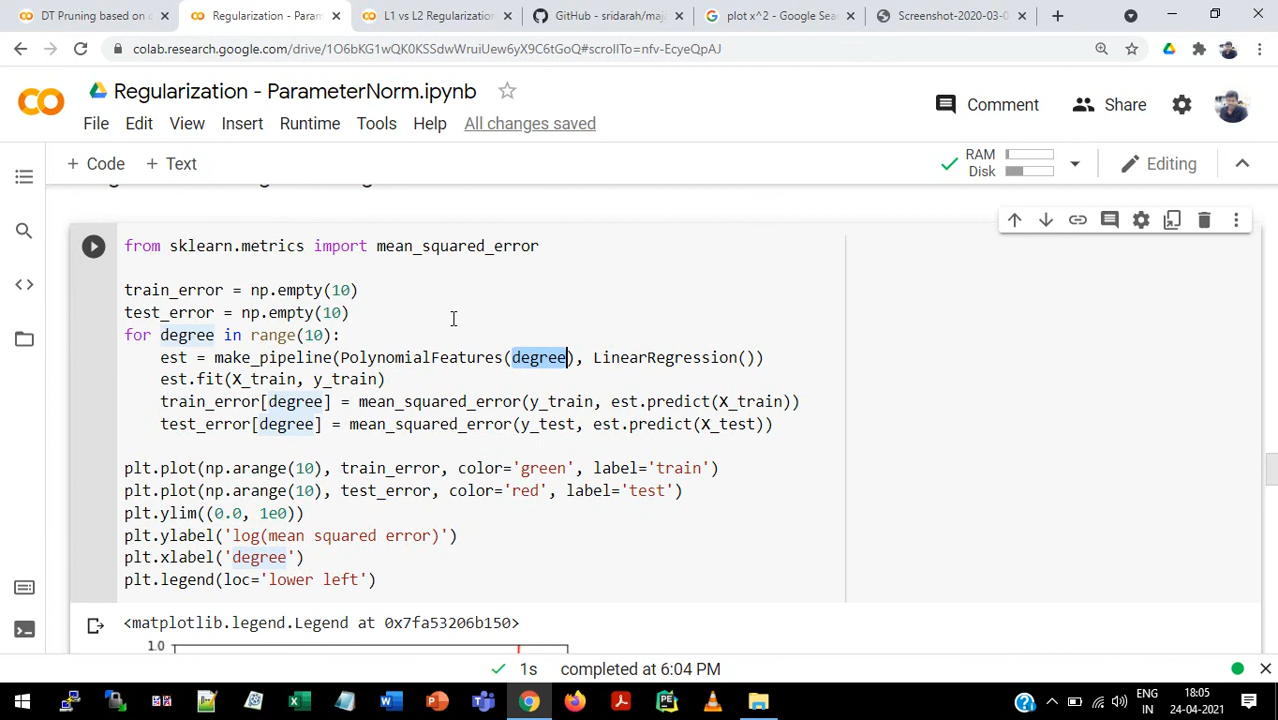 DT Pruning based on c
Regularization - Param
L1 vs L2 Regularization
GitHub - sridarah/maj
plot x^2 - Google Sea
Screenshot-2020-03-0
colab.research.google.com/drive/1O6bKG1wQK0KSSdwWruiUew6yX9C6tGoQ#scrollTo=nfv-EcyeQpAJ
Regularization - ParameterNorm.ipynb
Comment
Share
File Edit View Insert Runtime Tools Help All changes saved
+ Code + Text
RAM
Disk
Editing
from sklearn.metrics import mean_squared_error
train_error = np.empty(10)
test_error = np.empty(10)
for degree in range(10):
est = make_pipeline(PolynomialFeatures(degree), LinearRegression())
est.fit(X_train, y_train)
train_error[degree] = mean_squared_error(y_train, est.predict(X_train))
test_error[degree] = mean_squared_error(y_test, est.predict(X_test))
plt.plot(np.arange(10), train_error, color='green', label='train')
plt.plot(np.arange(10), test_error, color='red', label='test')
plt.ylim((0.0, 1e0))
plt.ylabel('log(mean squared error)')
plt.xlabel('degree')
plt.legend(loc='lower left')
<matplotlib.legend.Legend at 0x7fa53206b150>
1.0
1s completed at 6:04 PM
ENG
IN
18:05
24-04-2021